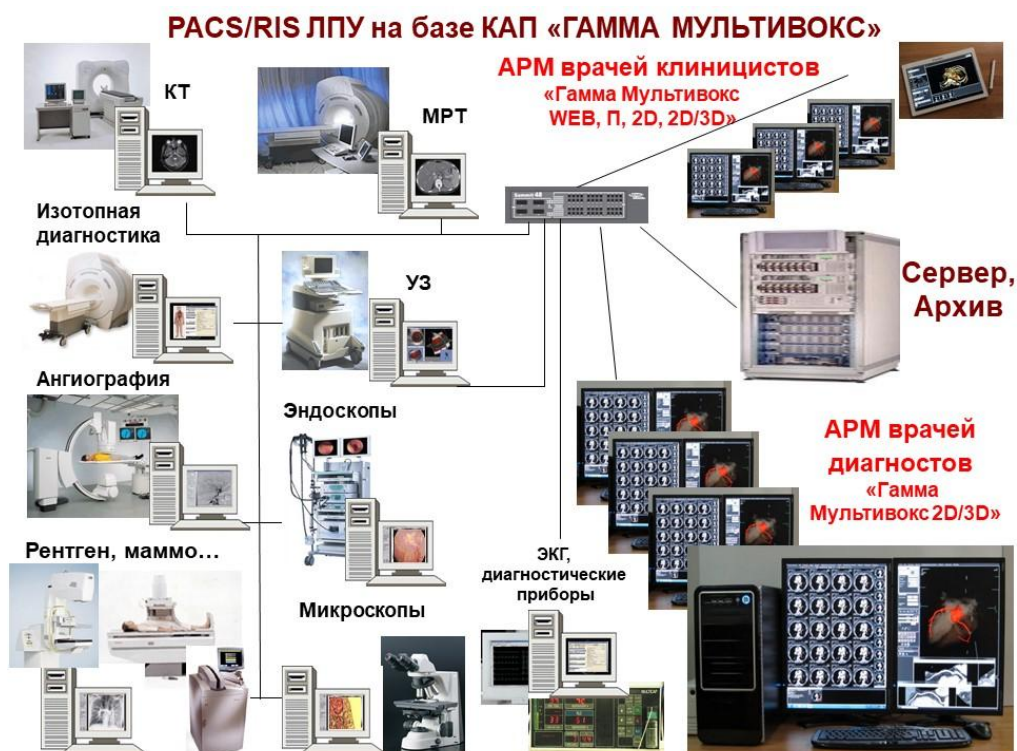 PACS/RIS ЛПУ на базе КАП «ГАММА МУЛЬТИВОКС»
КТ
МРТ
АРМ врачей клиницистов
«Гамма Мультивокс
WEB, П, 2D, 2D/3D»
Summit 48
Изотопная
диагностика
УЗ
Сервер,
Архив
Ангиография
Эндоскопы
АРМ врачей
диагностов
«Гамма
Мультивокс 2D/3D»
Рентген, маммо...
Микроскопы
ЭКГ,
диагностические
приборы